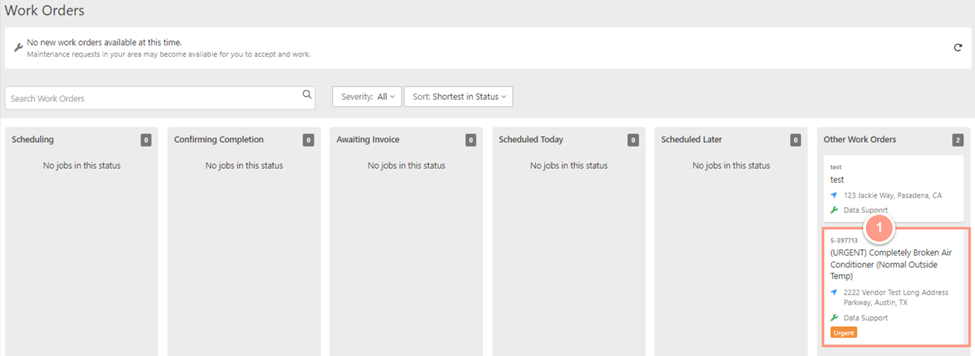 Work Orders
No new work orders available at this time.
Maintenance requests in your area may become available for you to accept and work.
Search Work Orders
Severity: All
Sort: Shortest in Status
Scheduling 0
No jobs in this status
Confirming Completion 0
No jobs in this status
Awaiting Invoice 0
No jobs in this status
Scheduled Today 0
No jobs in this status
Scheduled Later 0
No jobs in this status
Other Work Orders 2
test
test
123 Jackie Way, Pasadena, CA
Data Support
1
S-397713
(URGENT) Completely Broken Air
Conditioner (Normal Outside
Temp)
2222 Vendor Test Long Address
Parkway, Austin, TX
Data Support
Urgent